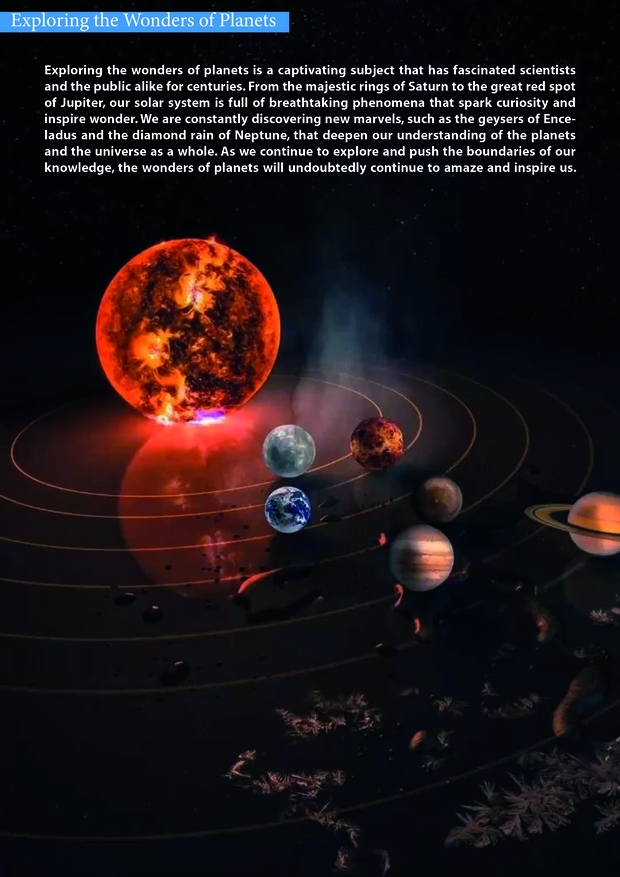 Exploring the Wonders of Planets
Exploring the wonders of planets is a captivating subject that has fascinated scientists
and the public alike for centuries. From the majestic rings of Saturn to the great red spot
of Jupiter, our solar system is full of breathtaking phenomena that spark curiosity and
inspire wonder. We are constantly discovering new marvels, such as the geysers of Ence-
ladus and the diamond rain of Neptune, that deepen our understanding of the planets
and the universe as a whole. As we continue to explore and push the boundaries of our
knowledge, the wonders of planets will undoubtedly continue to amaze and inspire us.